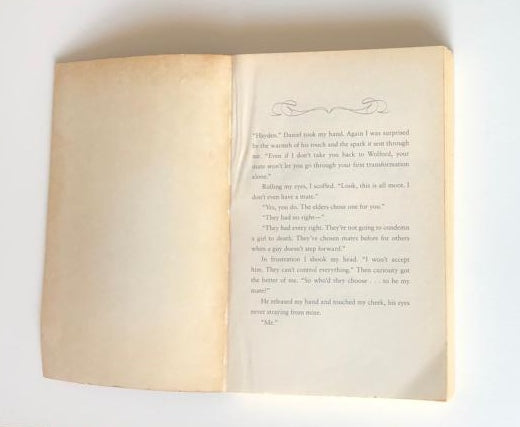 "Hayden." Daniel took my hand. Again I was surprised
by the warmth of his touch and the spark it sent through
me. "Even if I don't take you back to Wolford, your
mate won't let you go through your first transformation
alone."
Rolling my eyes, I scoffed. "Look, this is all moot. I
don't even have a mate."
"Yes, you do. The elders chose one for you."
"They had no right—"
"They had every right. They're not going to condemn
a girl to death. They've chosen mates before for others
when a guy doesn't step forward."
In frustration I shook my head. "I won't accept
him. They can't control everything." Then curiosity got
the better of me. "So who'd they choose . . . to be my
mate?"
He released my hand and touched my cheek, his eyes
never straying from mine.
"Me."